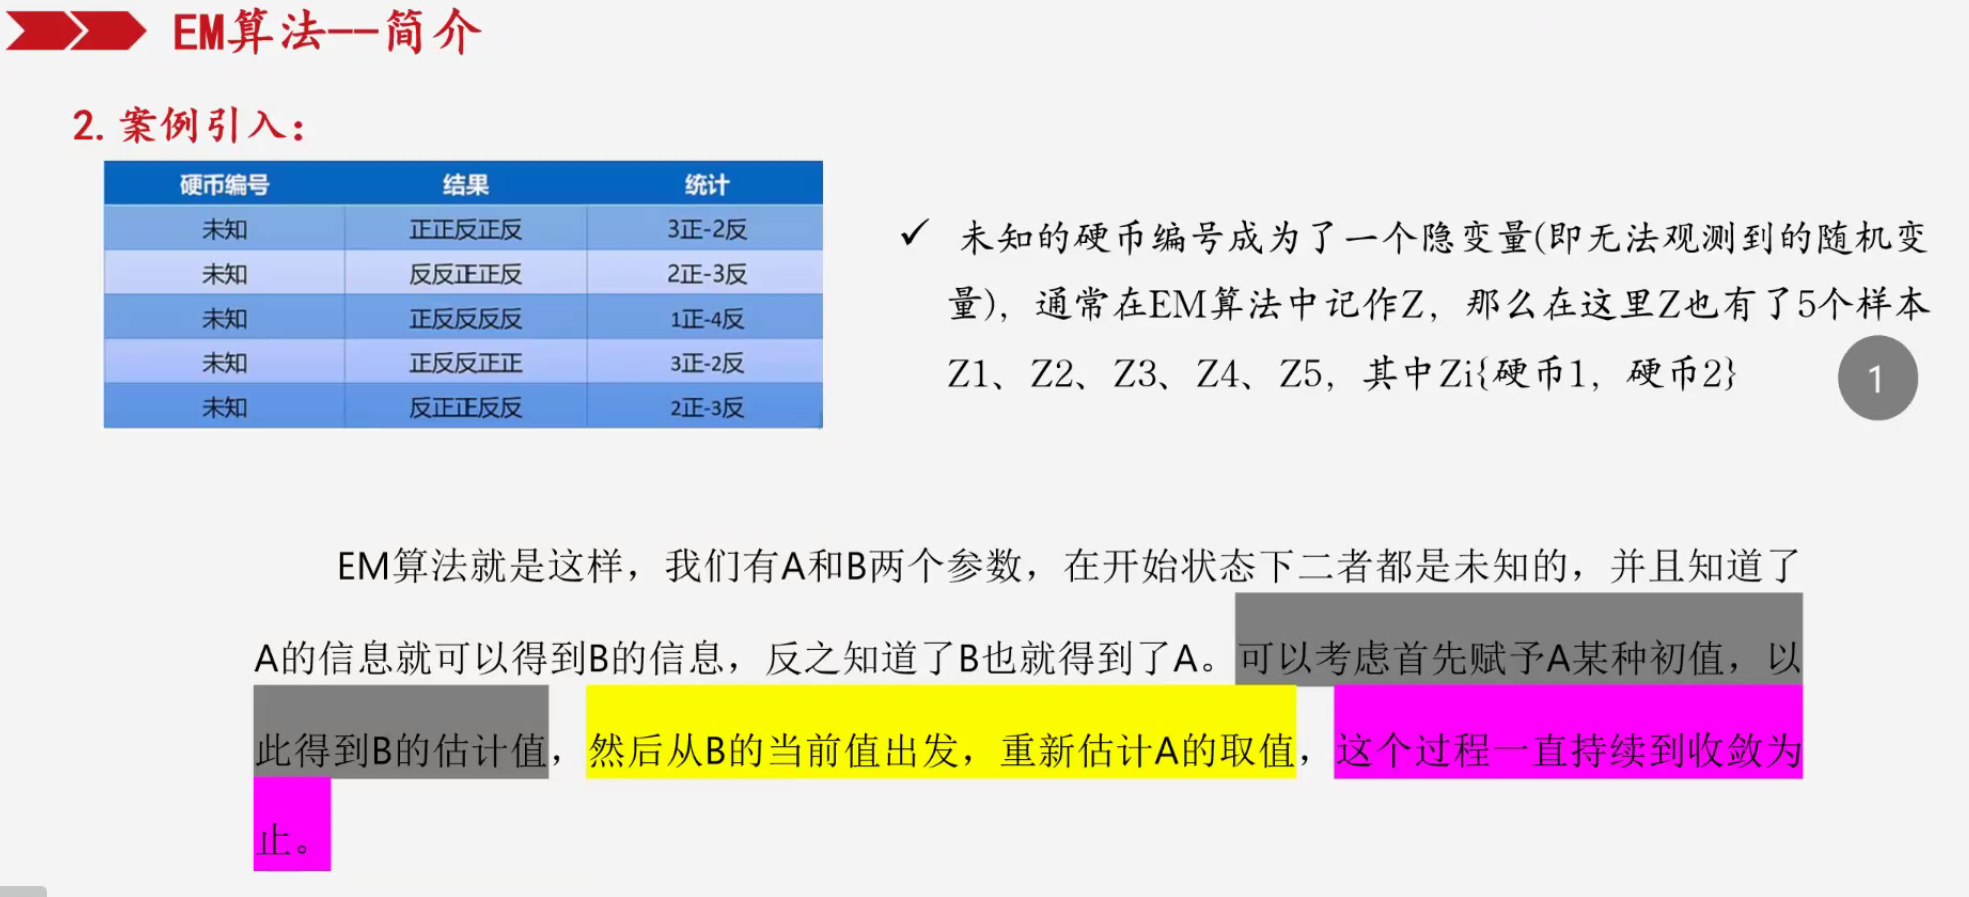 EM算法--简介
2. 案例引入：
硬币编号 结果 统计
未知 正正反正反 3正-2反
未知 反反正正反 2正-3反
未知 正反反反反 1正-4反
未知 正反反正正 3正-2反
未知 反正正反反 2正-3反
✓ 未知的硬币编号成为了一个隐变量(即无法观测到的随机变
量)，通常在EM算法中记作Z，那么在这里Z也有了5个样本
Z1、Z2、Z3、Z4、Z5，其中Zi{硬币1，硬币2}
1
EM算法就是这样，我们有A和B两个参数，在开始状态下二者都是未知的，并且知道了
A的信息就可以得到B的信息，反之知道了B也就得到了A。可以考虑首先赋予A某种初值，以
此得到B的估计值，然后从B的当前值出发，重新估计A的取值，这个过程一直持续到收敛为
止。